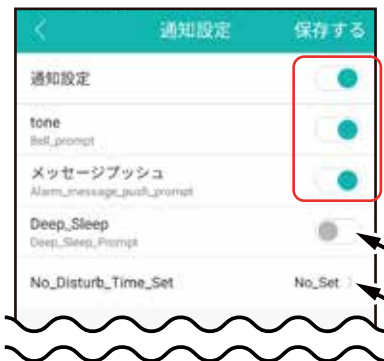 通知設定 保存する
通知設定
tone
Bell_prompt
メッセージプッシュ
Alarm_message_push_prompt
Deep_Sleep
Deep_Sleep_Prompt
No_Disturb_Time_Set No_Set